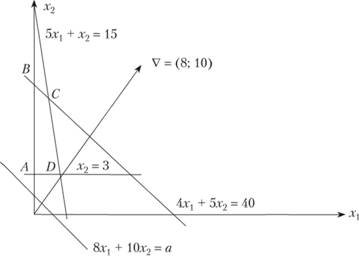 x₂
5x₁ + x₂ = 15
∇ = (8; 10)
B
C
A
D
x₂ = 3
4x₁ + 5x₂ = 40
x₁
8x₁ + 10x₂ = a